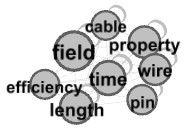 cable
field
property
time
wire
efficiency
length
pin